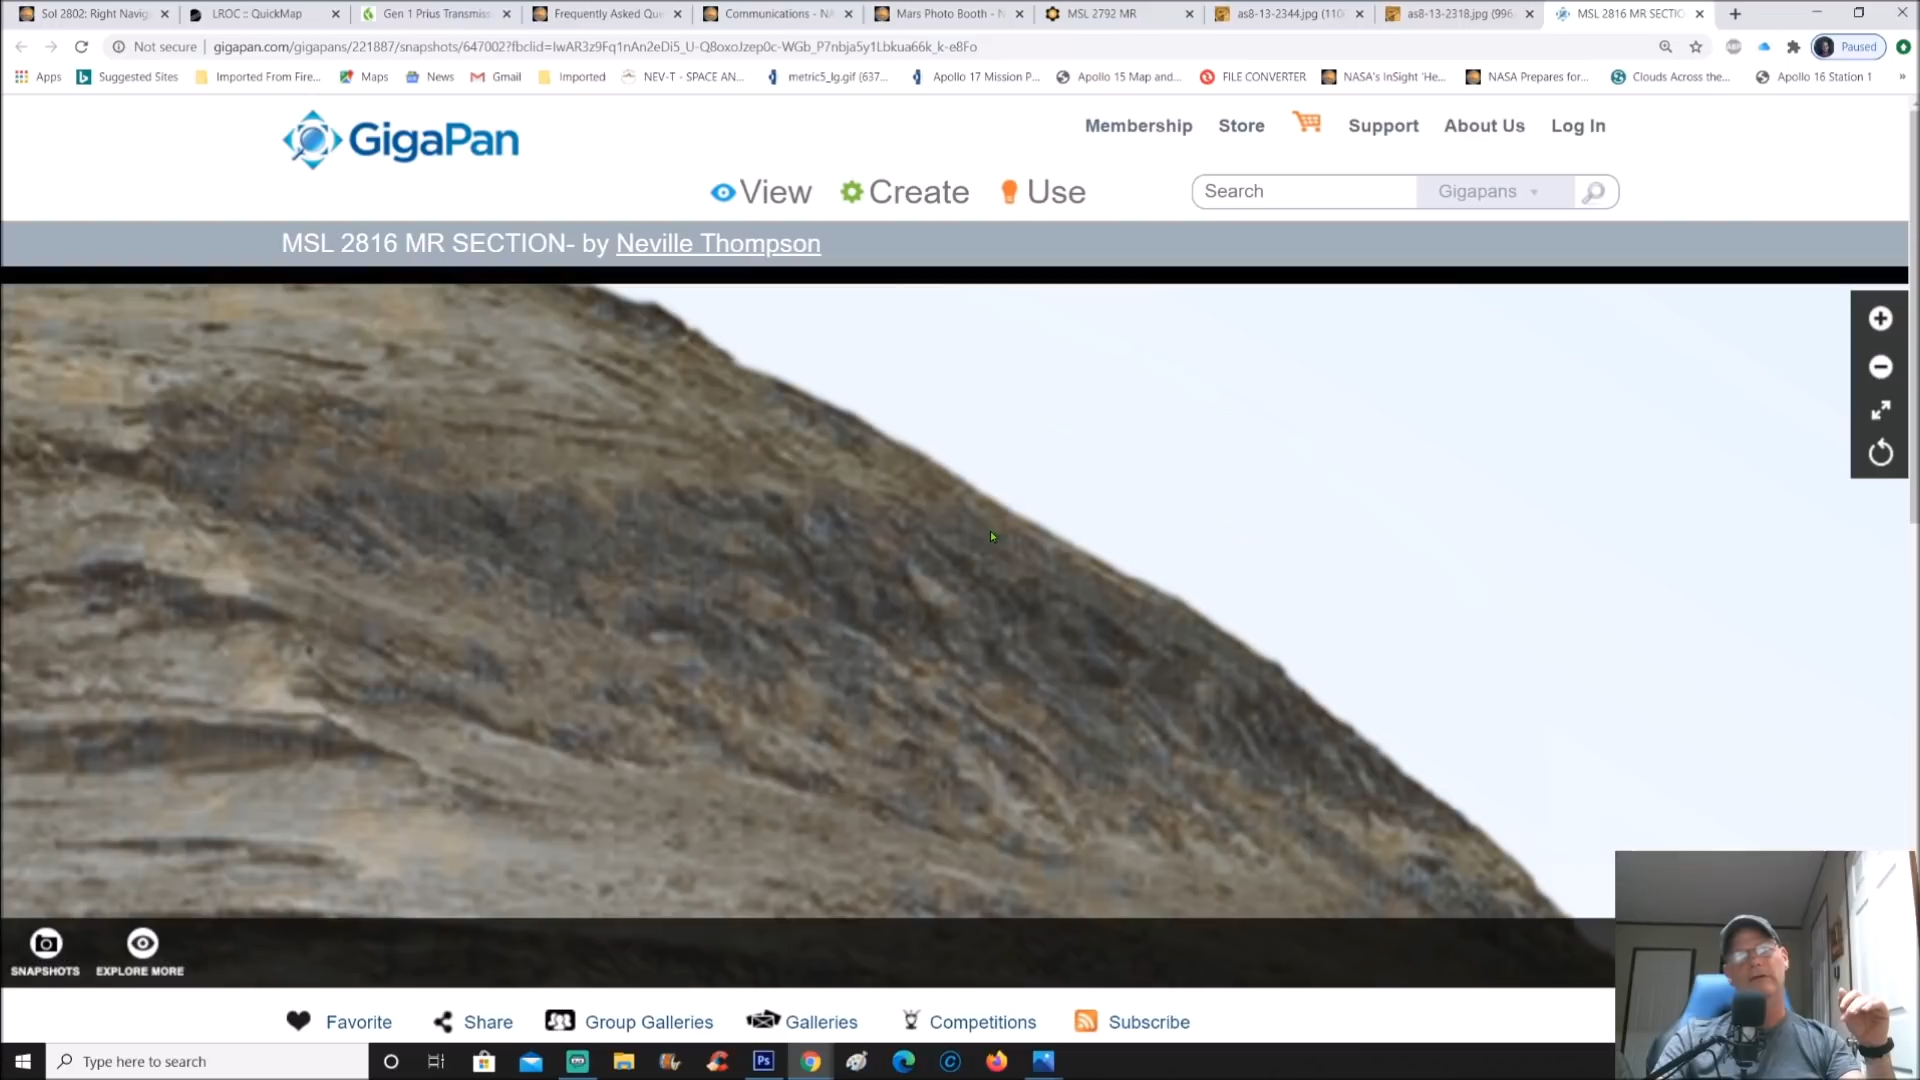 Sol 2802: Right Navig
LROC :: QuickMap
Gen 1 Prius Transmiss
Frequently Asked Que
Communications - NA
Mars Photo Booth - N
MSL 2792 MR
as8-13-2344.jpg (110
as8-13-2318.jpg (996
MSL 2816 MR SECTIO
Not secure | gigapan.com/gigapans/221887/snapshots/647002?fbclid=IwAR3z9Fq1nAn2eDi5_U-Q8oxoJzep0c-WGb_P7nbja5y1Lbkua66k_k-e8Fo
Paused
Apps
Suggested Sites
Imported From Fire...
Maps
News
Gmail
Imported
NEV-T - SPACE AN...
metric5_lg.gif (637...
Apollo 17 Mission P...
Apollo 15 Map and...
FILE CONVERTER
NASA's InSight 'He...
NASA Prepares for...
Clouds Across the...
Apollo 16 Station 1
»
GigaPan
Membership
Store
Support
About Us
Log In
View
Create
Use
Search
Gigapans
MSL 2816 MR SECTION- by Neville Thompson
SNAPSHOTS
EXPLORE MORE
Favorite
Share
Group Galleries
Galleries
Competitions
Subscribe
Type here to search
Ps